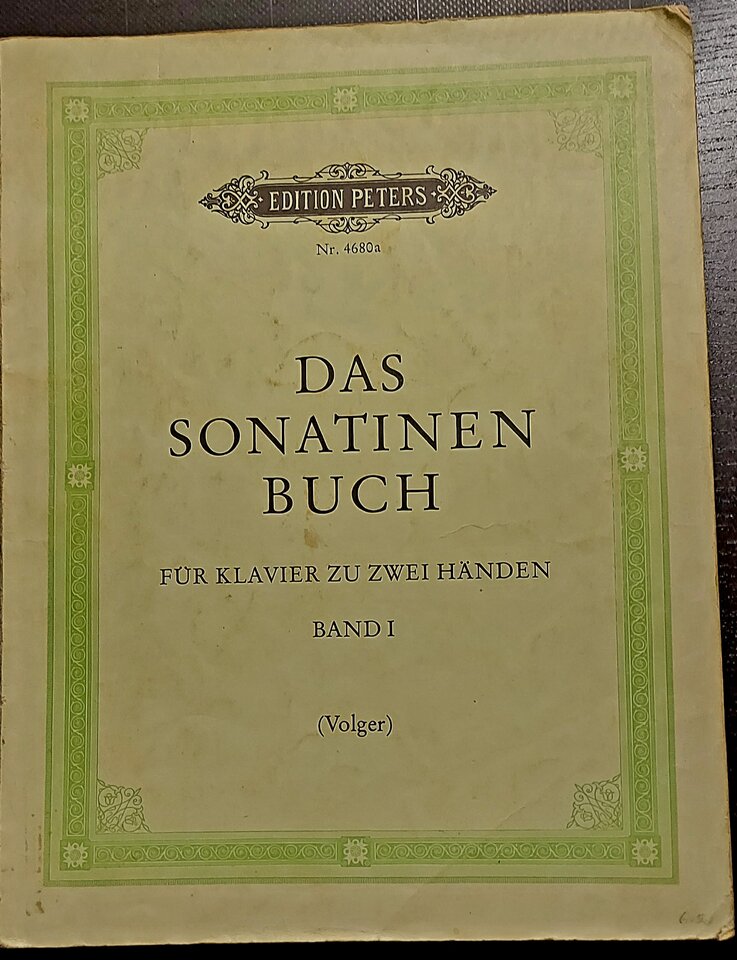 EDITION PETERS
Nr. 4680a
DAS
SONATINEN
BUCH
FÜR KLAVIER ZU ZWEI HÄNDEN
BAND I
(Volger)